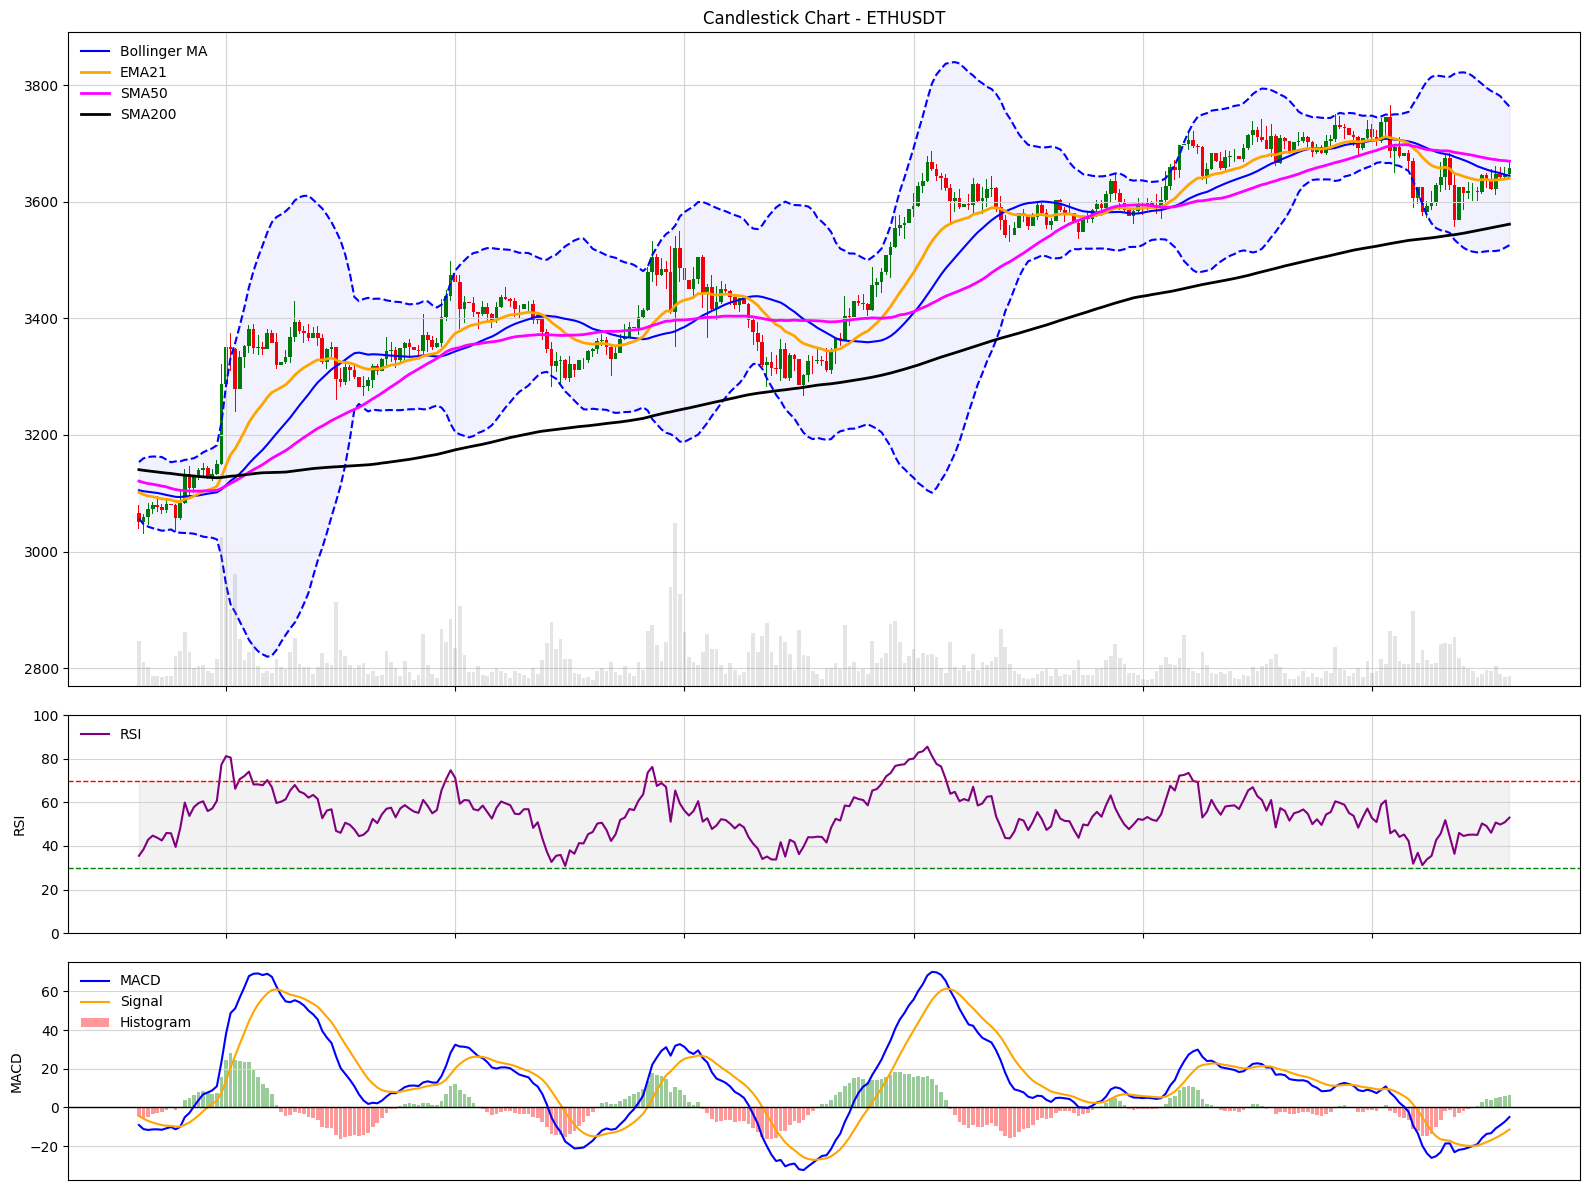 Candlestick Chart - ETHUSDT
Bollinger MA
EMA21
SMA50
SMA200
3800
3600
3400
3200
3000
2800
RSI
100
80
60
40
20
0
RSI
MACD
Signal
Histogram
60
40
20
0
−20
MACD